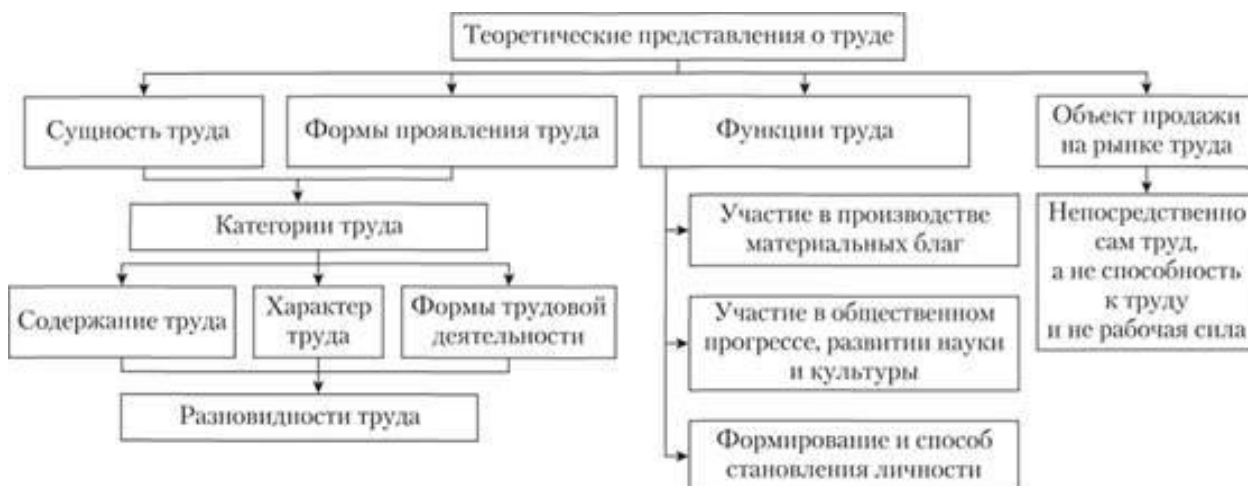 Теоретические представления о труде
Сущность труда
Формы проявления труда
Функции труда
Объект продажи
на рынке труда
Категории труда
Содержание труда
Характер
труда
Формы трудовой
деятельности
Разновидности труда
Участие в производстве
материальных благ
Участие в общественном
прогрессе, развитии науки
и культуры
Формирование и способ
становления личности
Непосредственно
сам труд,
а не способность
к труду
и не рабочая сила